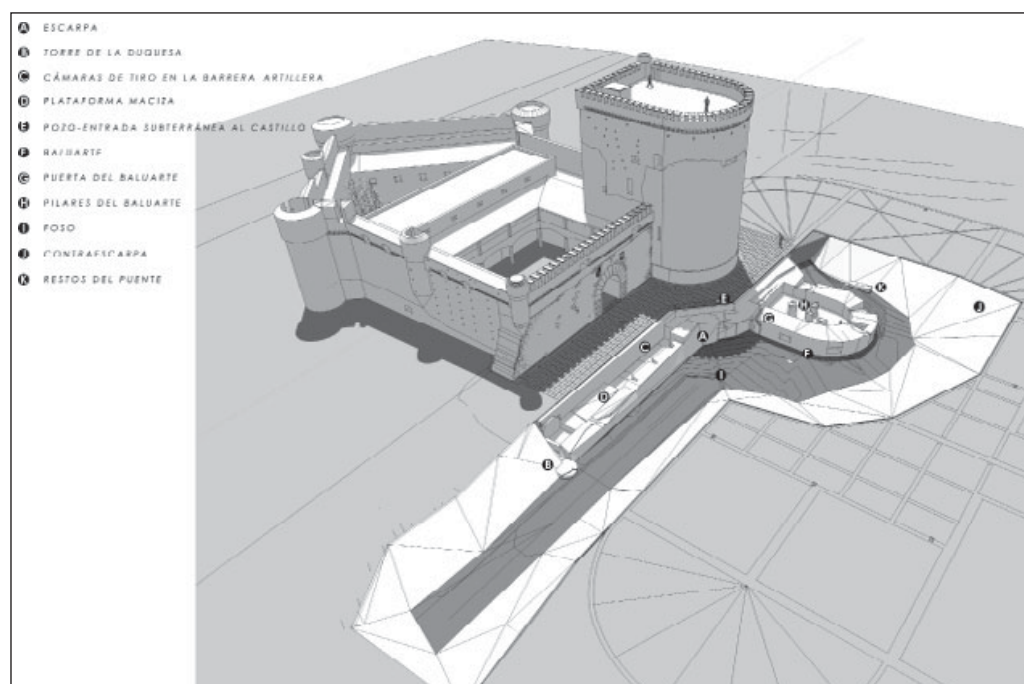 A ESCARPA
B TORRE DE LA DUQUESA
C CÁMARAS DE TIRO EN LA BARRERA ARTILLERA
D PLATAFORMA MACIZA
E POZO-ENTRADA SUBTERRÁNEA AL CASTILLO
F BALUARTE
G PUERTA DEL BALUARTE
H PILARES DEL BALUARTE
I FOSO
J CONTRAESCARPA
K RESTOS DEL PUENTE
K
E
H
J
G
A
C
F
I
D
B